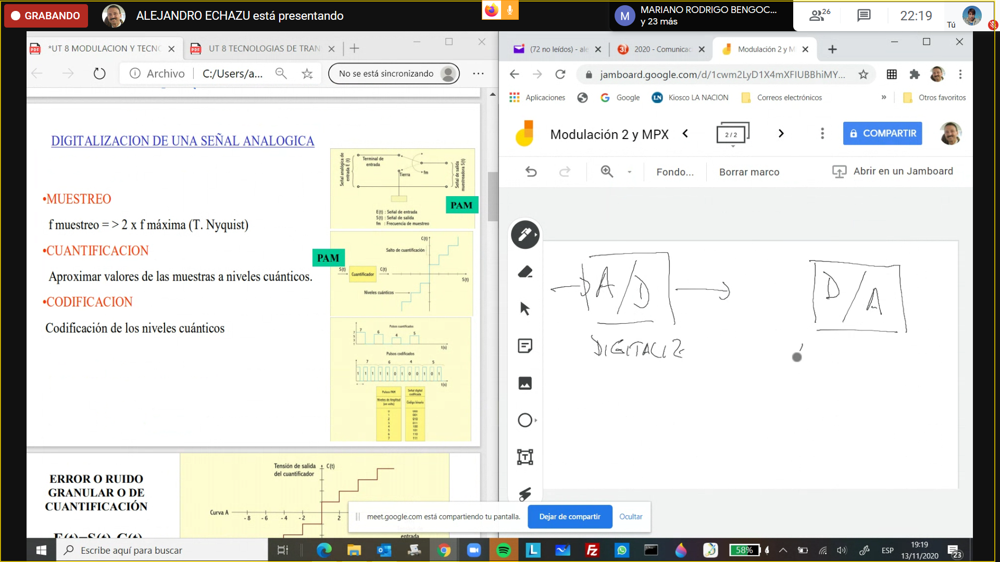 GRABANDO
ALEJANDRO ECHAZU está presentando
MARIANO RODRIGO BENGOC...
y 23 más
M
26
22:19
Tú
*UT 8 MODULACION Y TECNO
UT 8 TECNOLOGIAS DE TRAN
Archivo
C:/Users/a...
No se está sincronizando
DIGITALIZACION DE UNA SEÑAL ANALOGICA
•MUESTREO
f muestreo = > 2 x f máxima (T. Nyquist)
•CUANTIFICACION
Aproximar valores de las muestras a niveles cuánticos.
•CODIFICACION
Codificación de los niveles cuánticos
Señal analógica de
entrada E (t)
Terminal de
entrada
Tierra
fm
Señal de salida
muestreadora S(t)
PAM
E(t) : Señal de entrada
S(t) : Señal de salida
fm : Frecuencia de muestreo
PAM
C(t)
Salto de cuantificación
S(t)
Cuantificador
C(t)
S(t)
Niveles cuánticos
Pulsos cuantificados
7
5
3
1
7 6 4 5
t(s)
Pulsos codificados
7 6 4 5
1 1 1 1 1 0 1 0 0 1 0 1
t(s)
Pulsos PAM
Señal digital
codificada
Niveles de Amplitud
(en volts)
Código binario
0 000
1 001
2 010
3 011
4 100
5 101
6 110
7 111
ERROR O RUIDO
GRANULAR O DE
CUANTIFICACIÓN
E(t)=S(t)-C(t)
Tensión de salida
del cuantificador
C(t)
Curva A
- 8 - 6 - 4 - 2 2
entrada
(72 no leídos) - ale
2020 - Comunicac
Modulación 2 y M
jamboard.google.com/d/1cwm2LyD1X4mXFIUBBhiMY...
Aplicaciones
Google
LN
Kiosco LA NACION
Correos electrónicos
»
Otros favoritos
Modulación 2 y MPX
2 / 2
COMPARTIR
Fondo...
Borrar marco
Abrir en un Jamboard
A/D
D/A
DIGITALIZ
meet.google.com está compartiendo tu pantalla.
Dejar de compartir
Ocultar
Escribe aquí para buscar
58%
ESP
19:19
13/11/2020
23